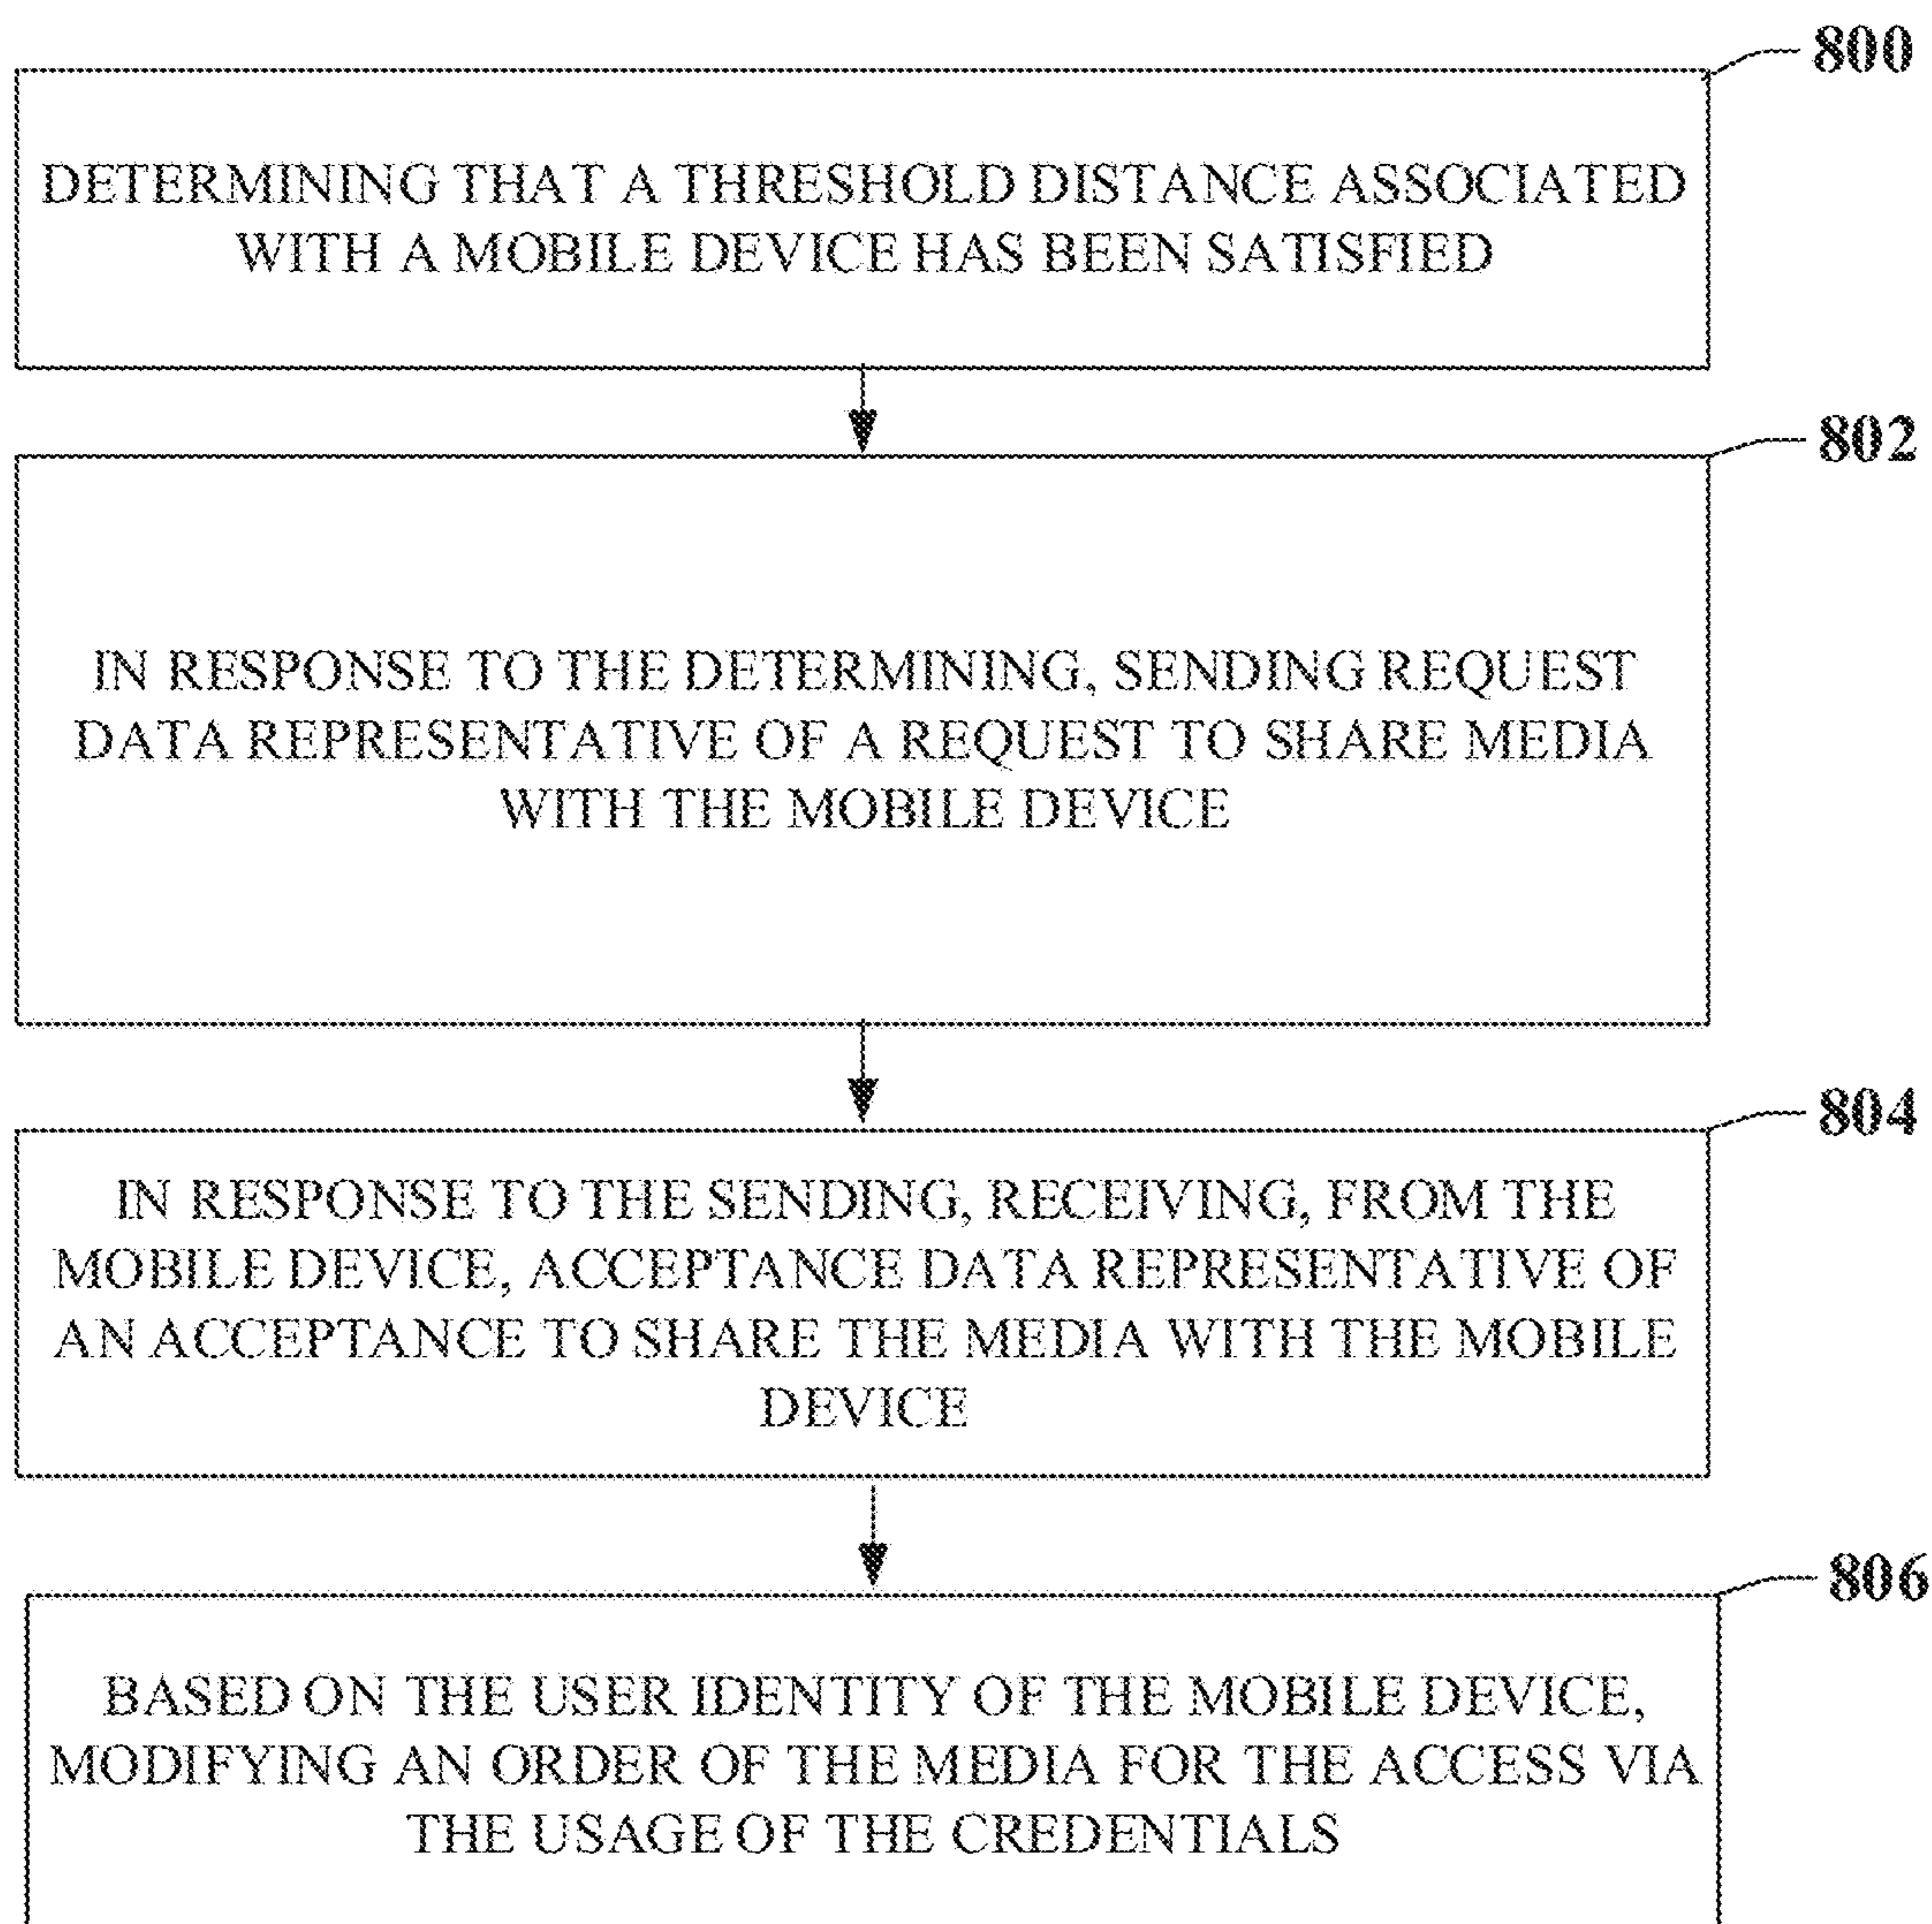 800
DETERMINING THAT A THRESHOLD DISTANCE ASSOCIATED
WITH A MOBILE DEVICE HAS BEEN SATISFIED
802
IN RESPONSE TO THE DETERMINING, SENDING REQUEST
DATA REPRESENTATIVE OF A REQUEST TO SHARE MEDIA
WITH THE MOBILE DEVICE
804
IN RESPONSE TO THE SENDING, RECEIVING, FROM THE
MOBILE DEVICE, ACCEPTANCE DATA REPRESENTATIVE OF
AN ACCEPTANCE TO SHARE THE MEDIA WITH THE MOBILE
DEVICE
806
BASED ON THE USER IDENTITY OF THE MOBILE DEVICE,
MODIFYING AN ORDER OF THE MEDIA FOR THE ACCESS VIA
THE USAGE OF THE CREDENTIALS